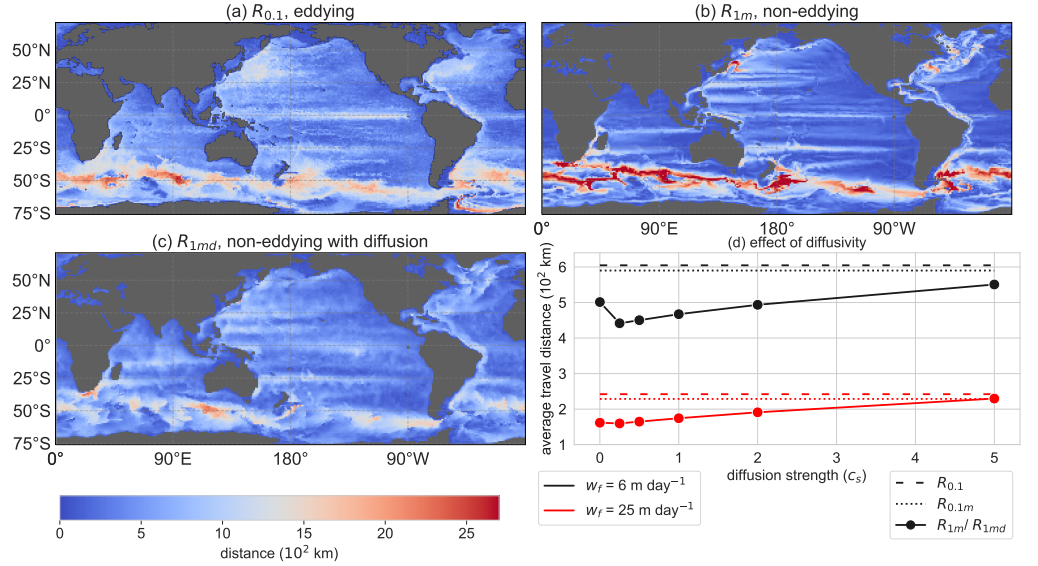 (a) R0.1, eddying
50°N
25°N
0°
25°S
50°S
75°S
(b) R1m, non-eddying
0°
90°E
180°
90°W
(c) R1md, non-eddying with diffusion
50°N
25°N
0°
25°S
50°S
75°S
0°
90°E
180°
90°W
0
5
10
15
20
25
distance (10² km)
(d) effect of diffusivity
average travel distance (10² km)
6
5
4
3
2
1
0
1
2
3
4
5
diffusion strength (cs)
wf = 6 m day⁻¹
wf = 25 m day⁻¹
R0.1
R0.1m
R1m/ R1md